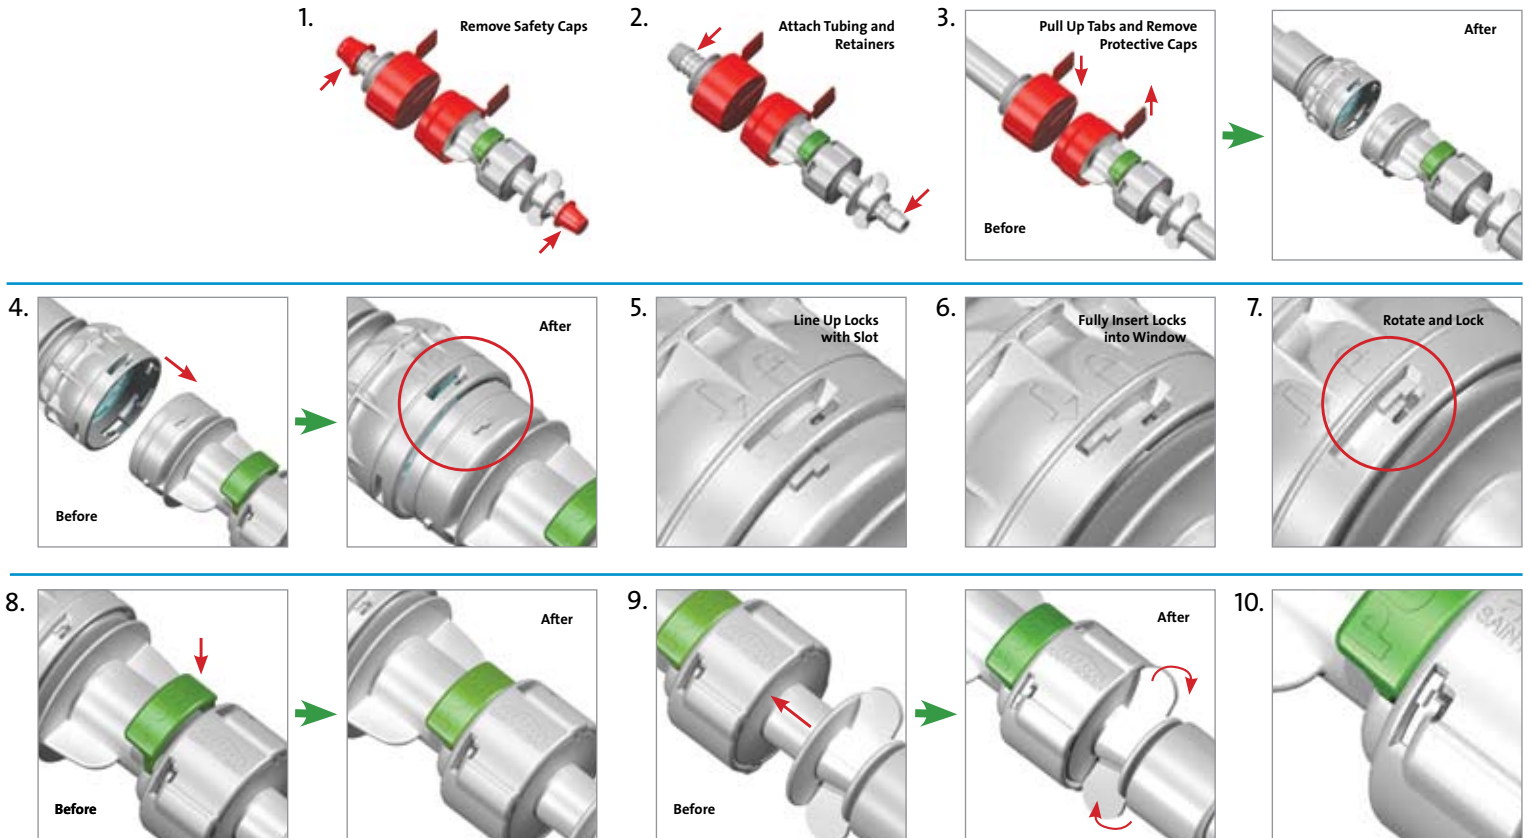 1.
Remove Safety Caps
2.
Attach Tubing and
Retainers
3.
Pull Up Tabs and Remove
Protective Caps
Before
After
4.
Before
After
5.
Line Up Locks
with Slot
6.
Fully Insert Locks
into Window
7.
Rotate and Lock
8.
Before
After
9.
Before
After
10.